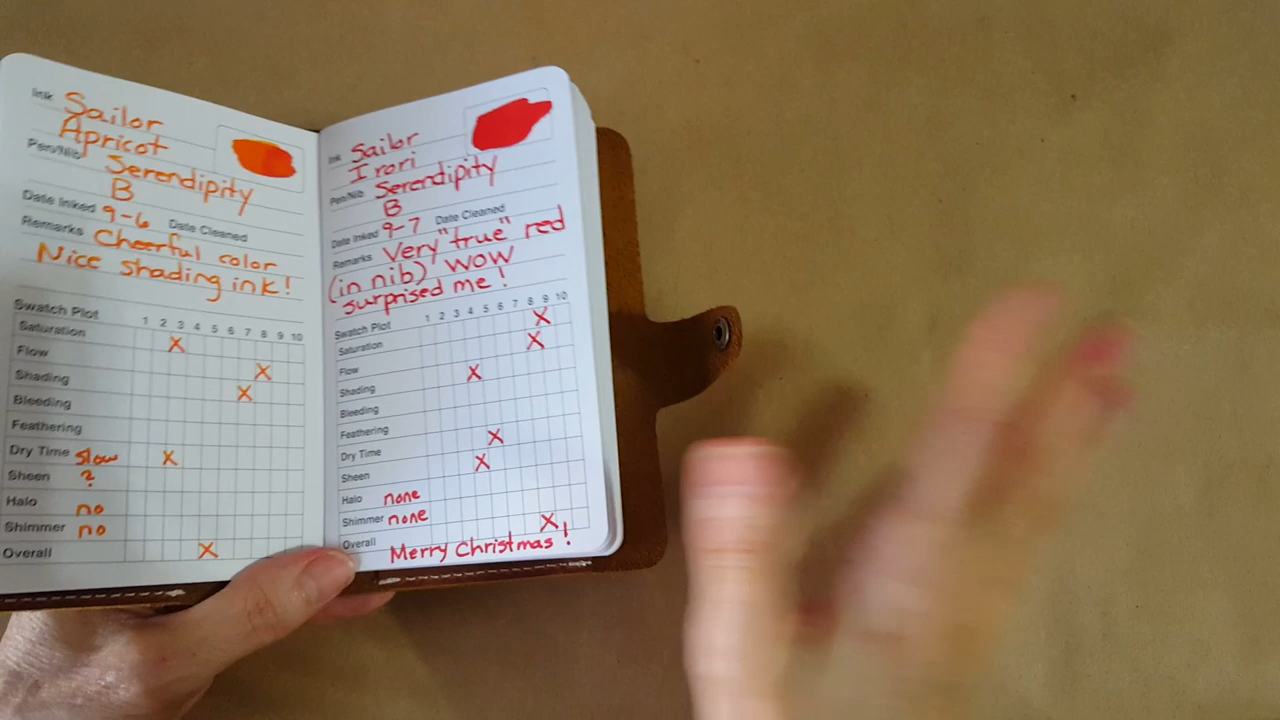 Ink Sailor
Apricot
Pen/Nib Serendipity
B
Date Inked 9-6 Date Cleaned
Remarks Cheerful color
Nice shading ink!
Swatch Plot 1 2 3 4 5 6 7 8 9 10
Saturation X
Flow X
Shading X
Bleeding
Feathering
Dry Time Slow X
Sheen ?
Halo no
Shimmer no
Overall X
Ink Sailor
Irori
Pen/Nib Serendipity
B
Date Inked 9-7 Date Cleaned
Remarks Very "true" red
(in nib) WOW
surprised me!
Swatch Plot 1 2 3 4 5 6 7 8 9 10
Saturation X
Flow X
Shading X
Bleeding
Feathering
Dry Time X
Sheen X
Halo none
Shimmer none
Overall X!
Merry Christmas